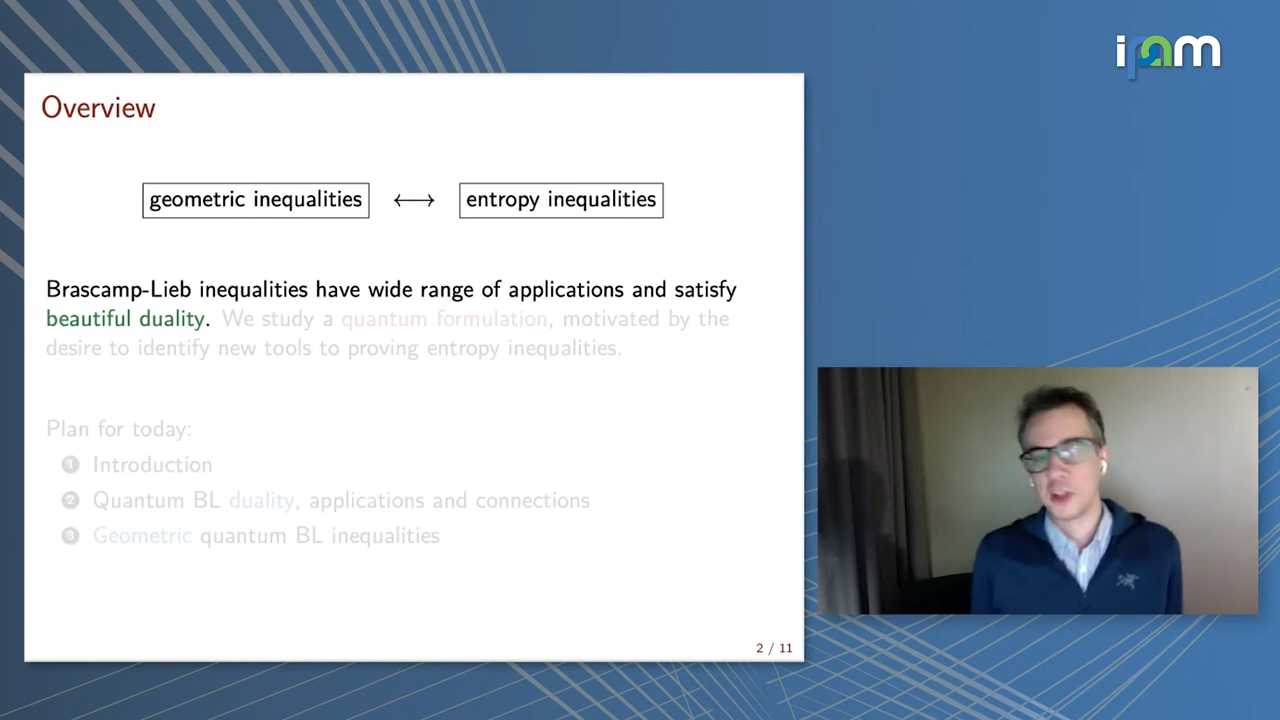 ipam
Overview
geometric inequalities ⟷ entropy inequalities
Brascamp-Lieb inequalities have wide range of applications and satisfy
beautiful duality. We study a quantum formulation, motivated by the
desire to identify new tools to proving entropy inequalities.
Plan for today:
1 Introduction
2 Quantum BL duality, applications and connections
3 Geometric quantum BL inequalities
2 / 11